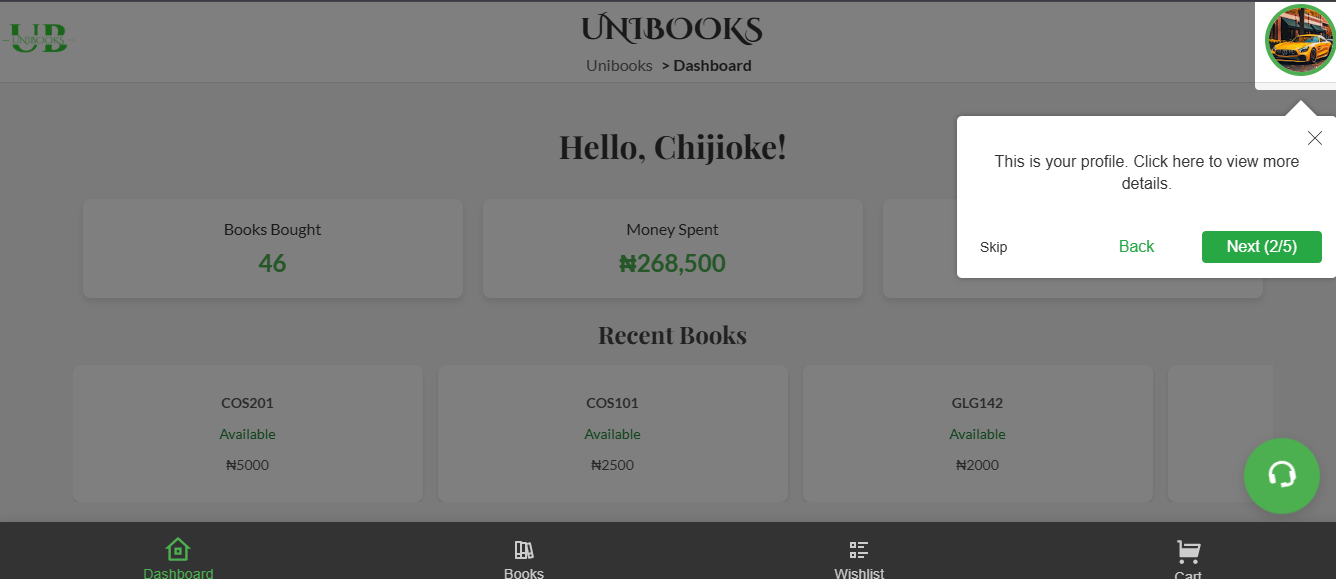 UB
UNIBOOKS
UNIBOOKS
Unibooks > Dashboard
Hello, Chijioke!
This is your profile. Click here to view more
details.
Skip
Back
Next (2/5)
Books Bought
46
Money Spent
₦268,500
Recent Books
COS201
Available
₦5000
COS101
Available
₦2500
GLG142
Available
₦2000
Dashboard
Books
Wishlist
Cart